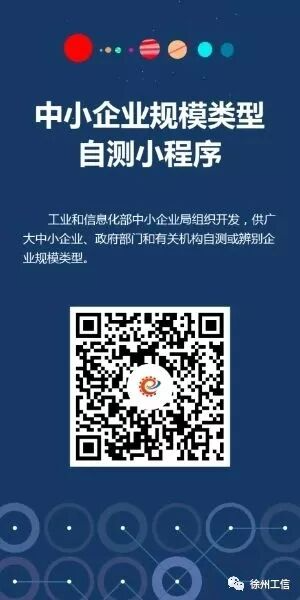 中小企业规模类型
自测小程序
工业和信息化部中小企业局组织开发，供广
大中小企业、政府部门和有关机构自测或辨别企
业规模类型。
徐州工信